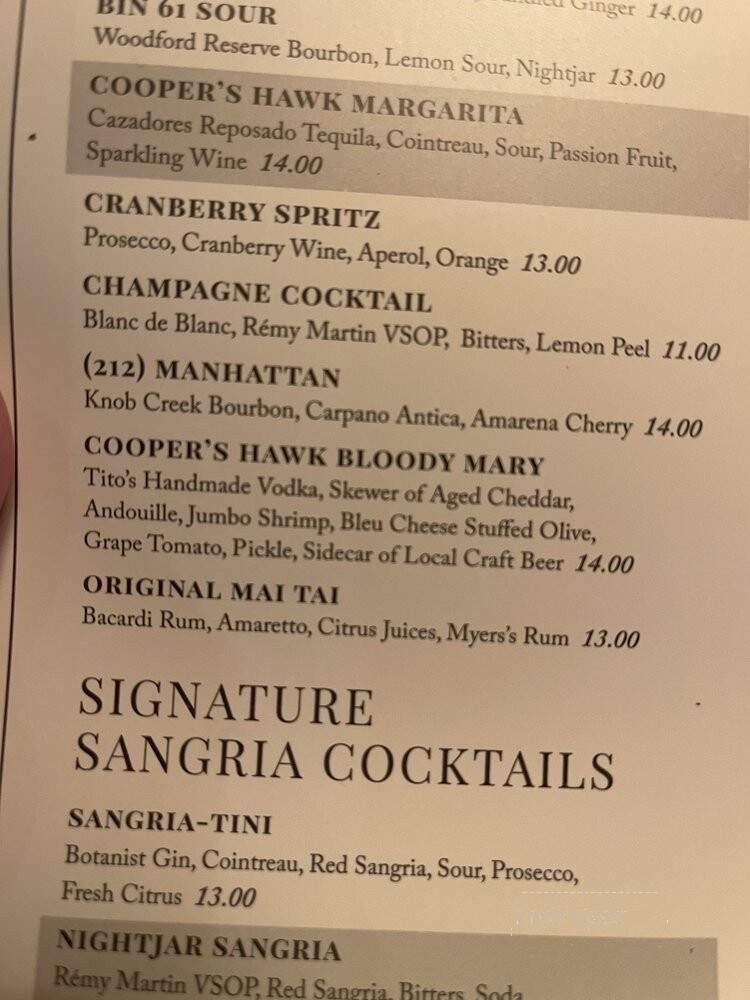 Ginger 14.00
BIN 61 SOUR
Woodford Reserve Bourbon, Lemon Sour, Nightjar 13.00
COOPER'S HAWK MARGARITA
Cazadores Reposado Tequila, Cointreau, Sour, Passion Fruit,
Sparkling Wine 14.00
CRANBERRY SPRITZ
Prosecco, Cranberry Wine, Aperol, Orange 13.00
CHAMPAGNE COCKTAIL
Blanc de Blanc, Rémy Martin VSOP, Bitters, Lemon Peel 11.00
(212) MANHATTAN
Knob Creek Bourbon, Carpano Antica, Amarena Cherry 14.00
COOPER'S HAWK BLOODY MARY
Tito's Handmade Vodka, Skewer of Aged Cheddar,
Andouille, Jumbo Shrimp, Bleu Cheese Stuffed Olive,
Grape Tomato, Pickle, Sidecar of Local Craft Beer 14.00
ORIGINAL MAI TAI
Bacardi Rum, Amaretto, Citrus Juices, Myers's Rum 13.00
SIGNATURE
SANGRIA COCKTAILS
SANGRIA-TINI
Botanist Gin, Cointreau, Red Sangria, Sour, Prosecco,
Fresh Citrus 13.00
NIGHTJAR SANGRIA
Rémy Martin VSOP, Red Sangria, Bitters, Soda